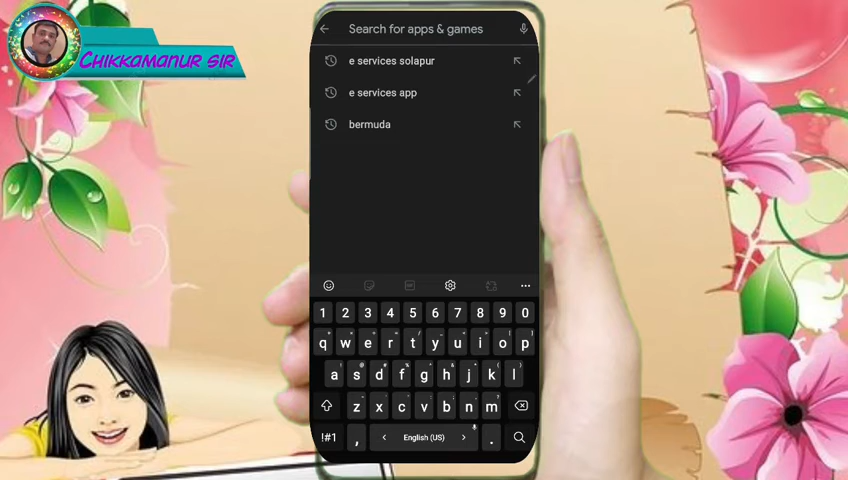 CHIKKAMANUR SIR
Search for apps & games
e services solapur
e services app
bermuda
1 2 3 4 5 6 7 8 9 0
q w e r t y u i o p
a s d f g h j k l
z x c v b n m
!#1 , < English (US) > .